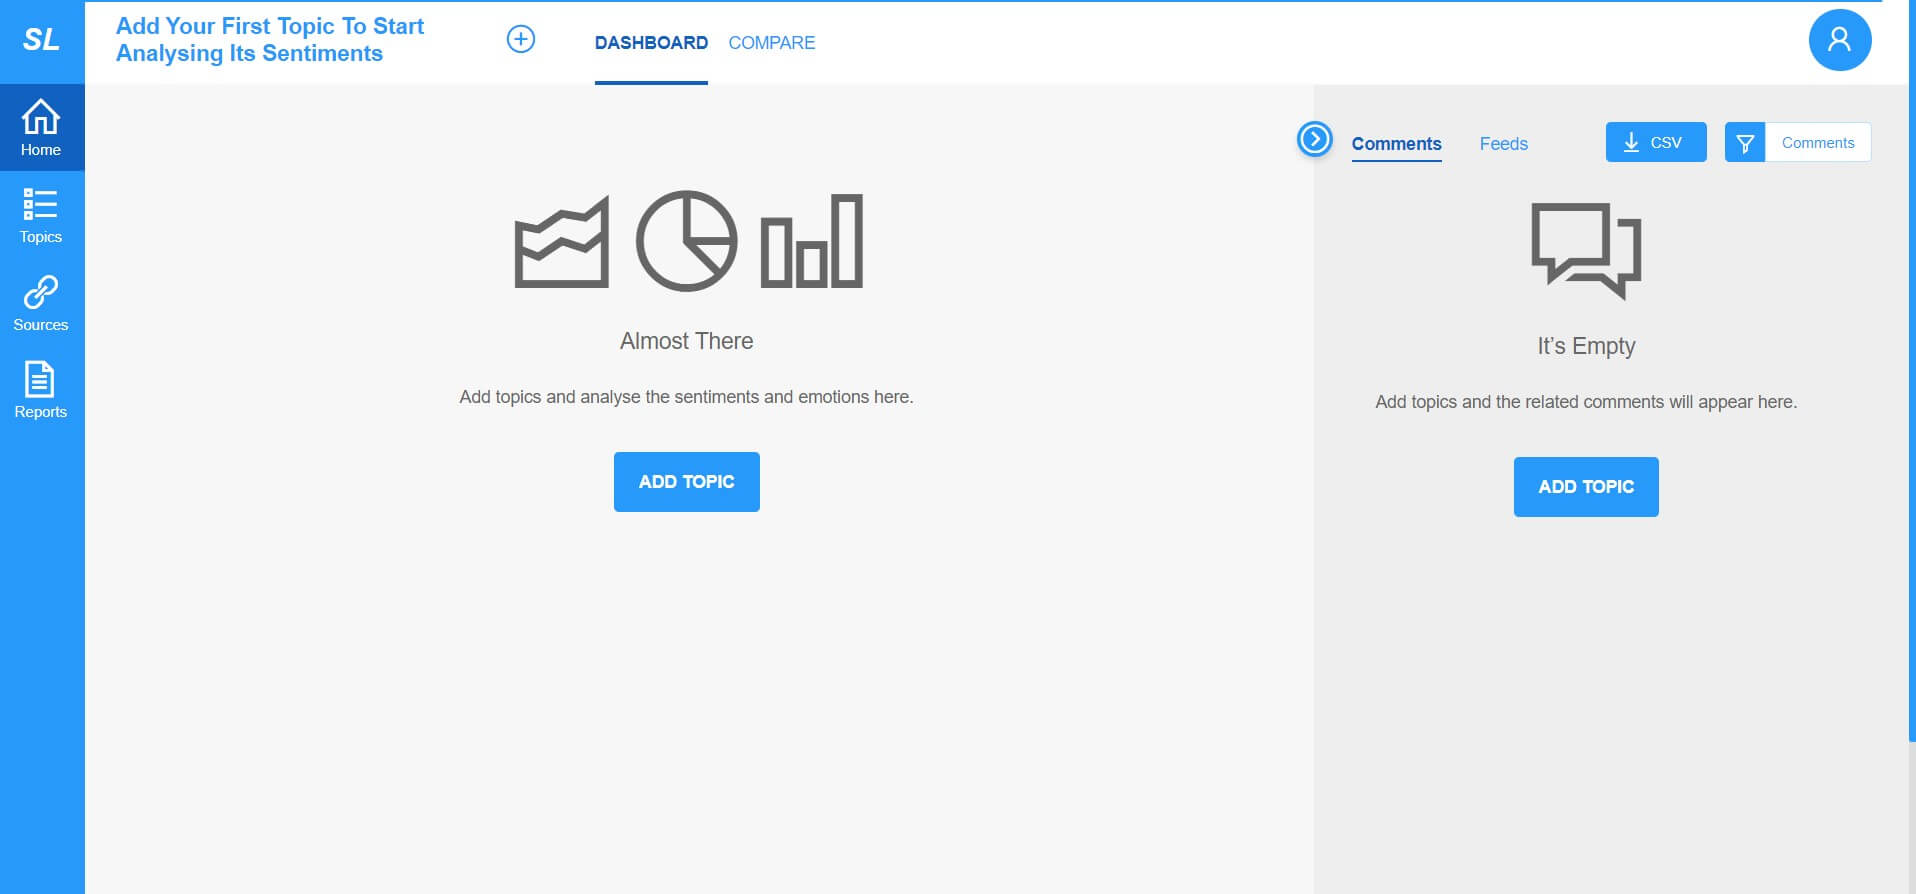 SL
Add Your First Topic To Start
Analysing Its Sentiments
DASHBOARD
COMPARE
Home
Topics
Sources
Reports
Almost There
Add topics and analyse the sentiments and emotions here.
ADD TOPIC
Comments
Feeds
CSV
Comments
It’s Empty
Add topics and the related comments will appear here.
ADD TOPIC